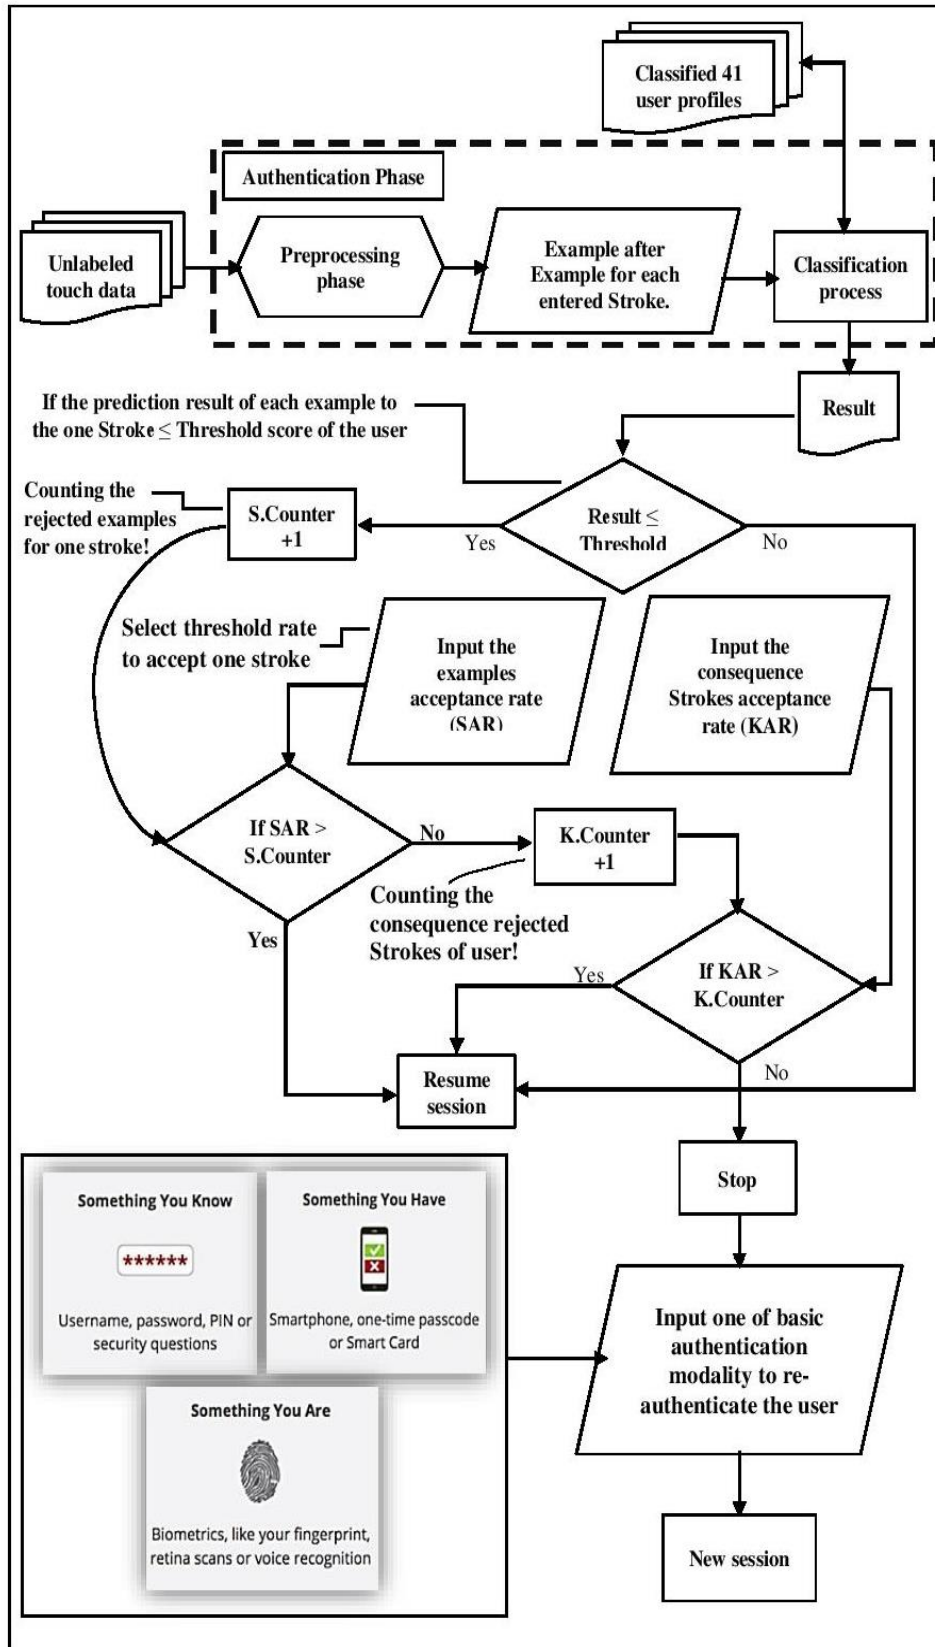 Classified 41
user profiles
Authentication Phase
Unlabeled
touch data
Preprocessing
phase
Example after
Example for each
entered Stroke.
Classification
process
If the prediction result of each example to
the one Stroke ≤ Threshold score of the user
Result
Counting the
rejected examples
for one stroke!
S.Counter
+1
Yes
Result ≤
Threshold
No
Select threshold rate
to accept one stroke
Input the
examples
acceptance rate
(SAR)
Input the
consequence
Strokes acceptance
rate (KAR)
If SAR >
S.Counter
No
K.Counter
+1
Counting the
consequence rejected
Strokes of user!
Yes
Yes
If KAR >
K.Counter
Resume
session
No
Stop
Something You Know
******
Username, password, PIN or
security questions
Something You Have
Smartphone, one-time passcode
or Smart Card
Something You Are
Biometrics, like your fingerprint,
retina scans or voice recognition
Input one of basic
authentication
modality to re-
authenticate the user
New session